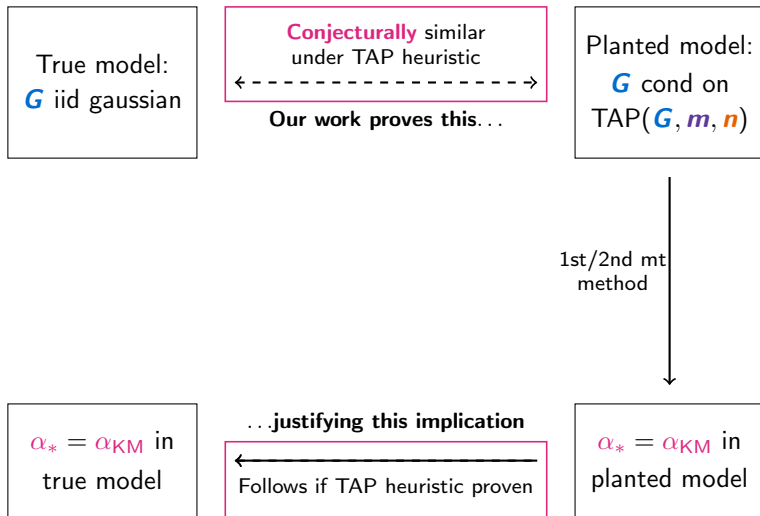 True model:
G iid gaussian
Conjecturally similar
under TAP heuristic
Our work proves this. . .
Planted model:
G cond on
TAP(G, m, n)
1st/2nd mt
method
α∗ = αKM in
true model
. . . justifying this implication
Follows if TAP heuristic proven
α∗ = αKM in
planted model